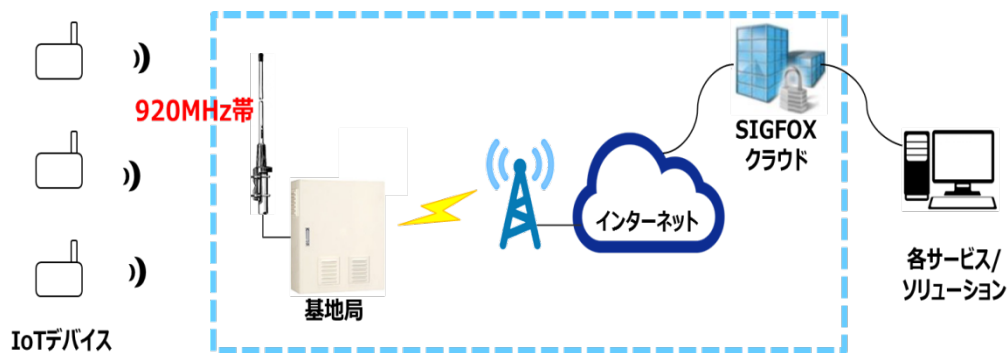 920MHz帯
IoTデバイス
基地局
インターネット
SIGFOX
クラウド
各サービス/
ソリューション